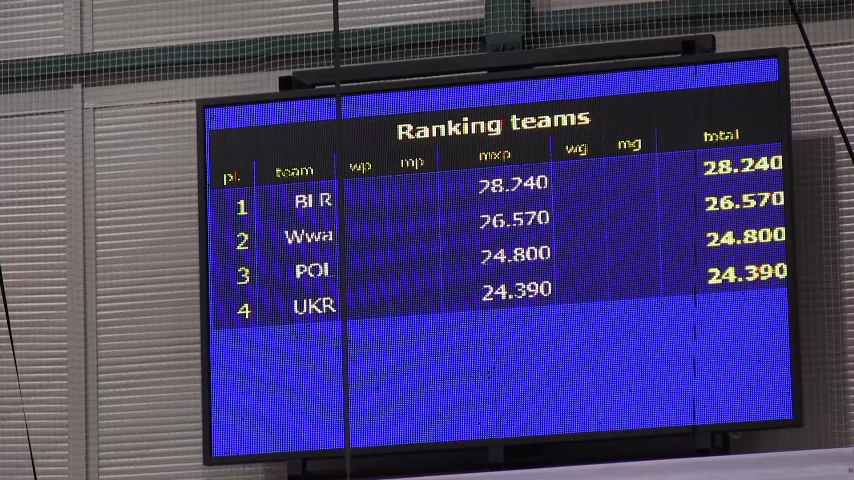 Ranking teams
pl. team wp mp mxp wg mg total
1 BLR 28.240 28.240
2 Wwa 26.570 26.570
3 POL 24.800 24.800
4 UKR 24.390 24.390